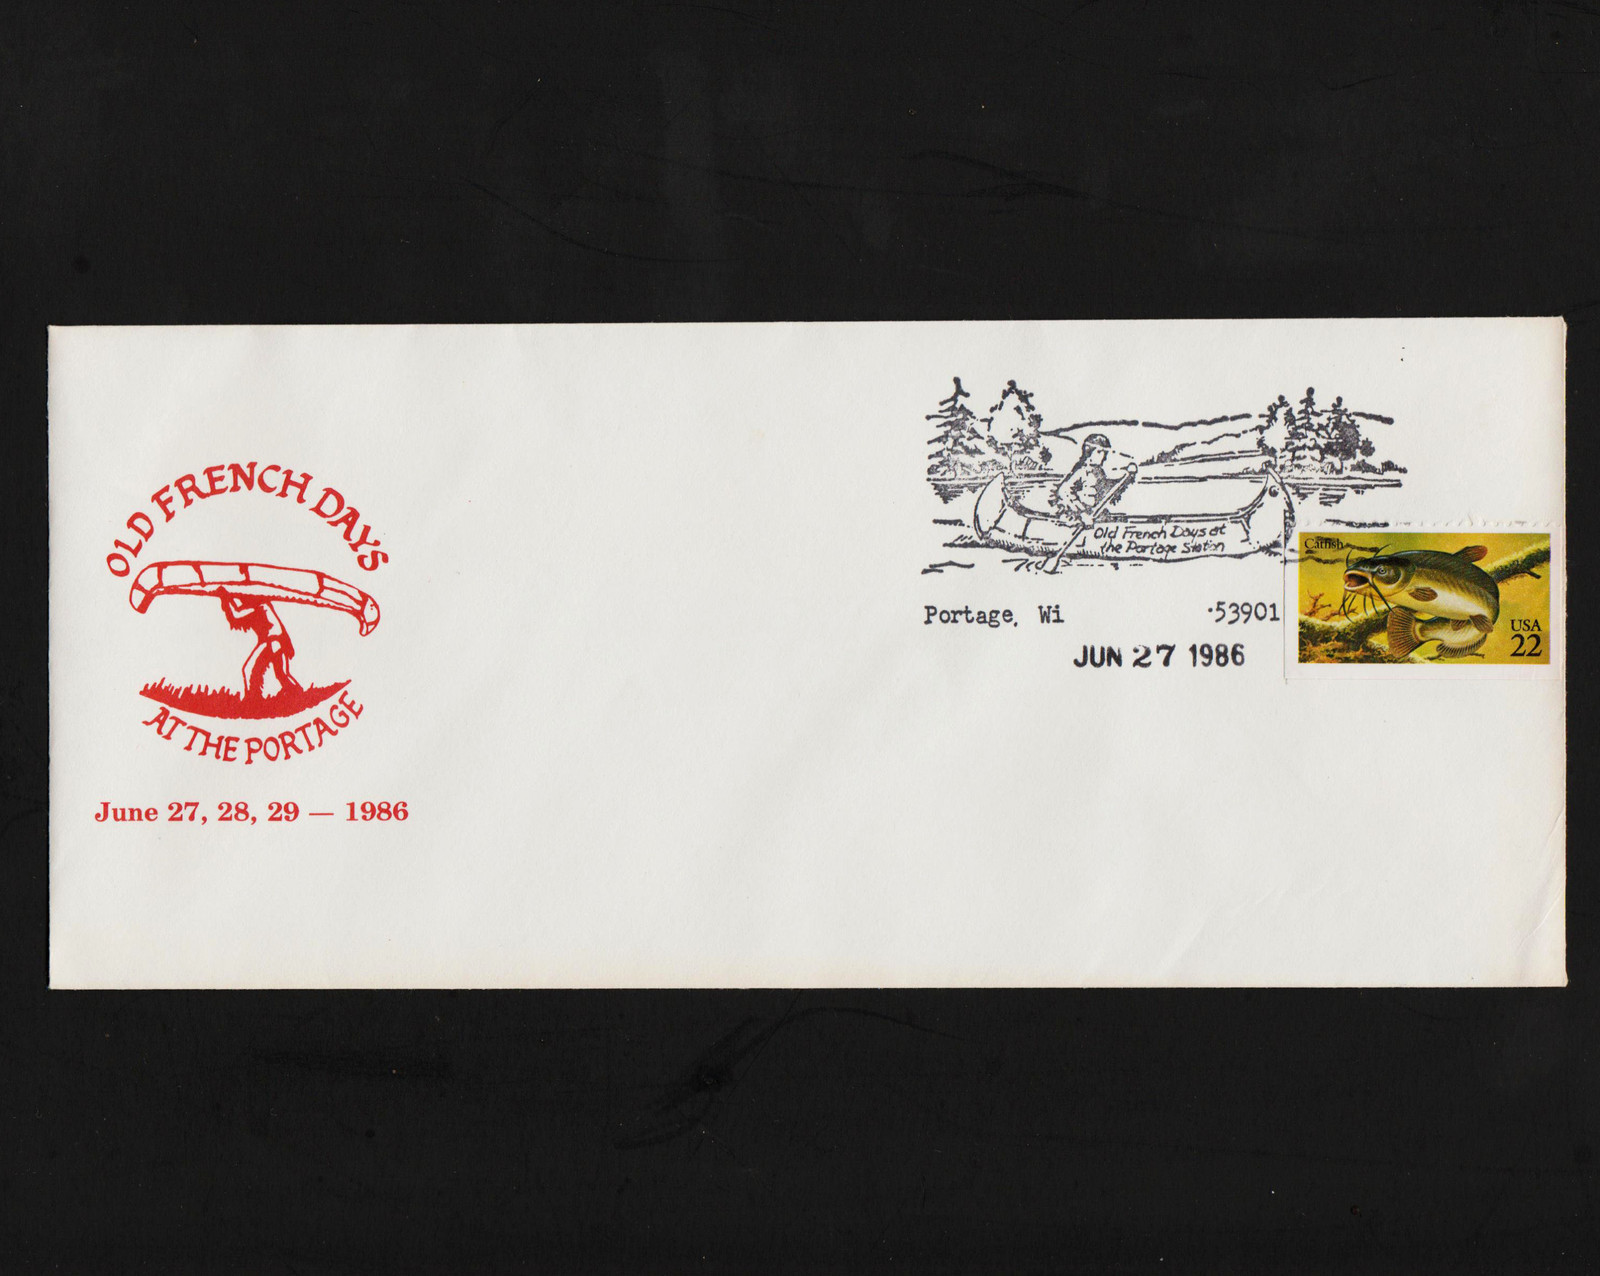 OLD FRENCH DAYS
AT THE PORTAGE
June 27, 28, 29 — 1986
Old French Days at
the Portage Station
Portage, Wi 53901
JUN 27 1986
Catfish
USA
22